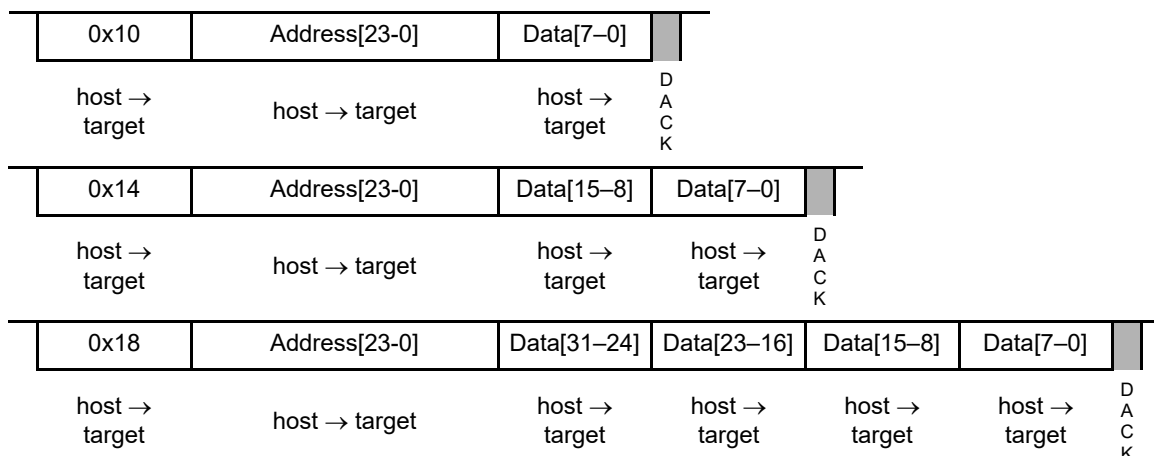 0x10 Address[23-0] Data[7–0]
host → target host → target host → target D A C K
0x14 Address[23-0] Data[15–8] Data[7–0]
host → target host → target host → target host → target D A C K
0x18 Address[23-0] Data[31–24] Data[23–16] Data[15–8] Data[7–0]
host → target host → target host → target host → target host → target host → target D A C K